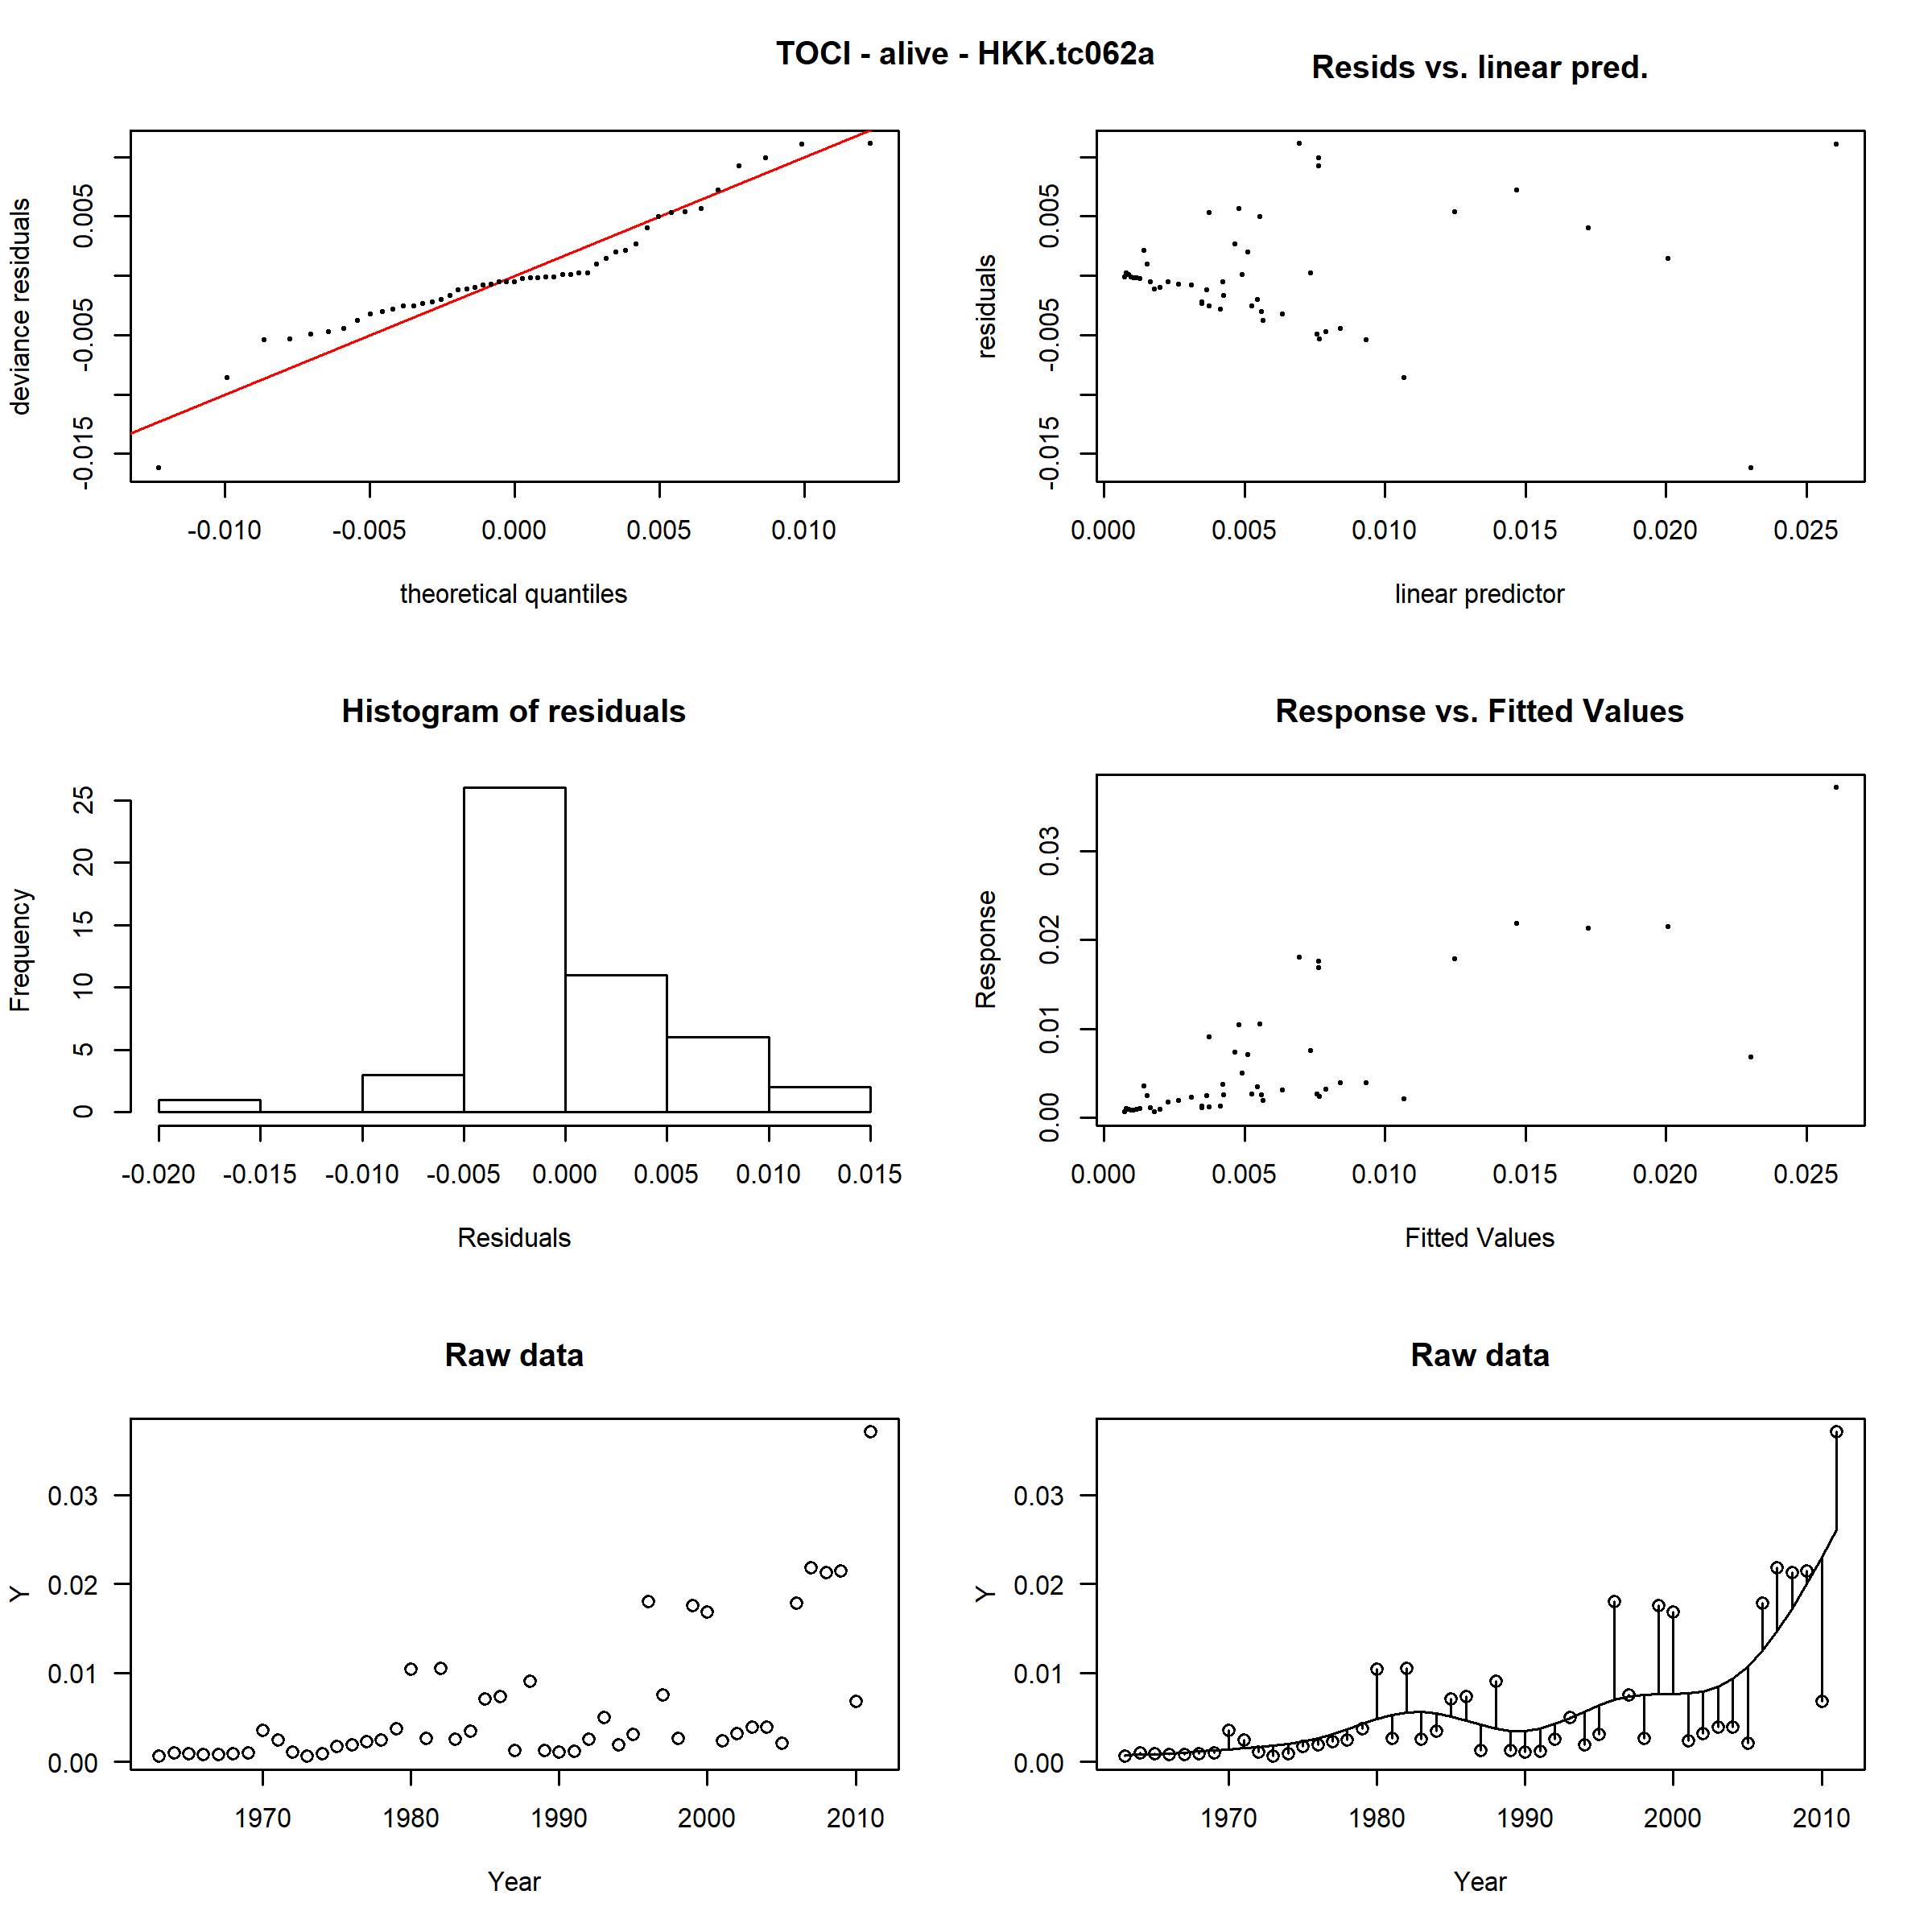 TOCI - alive - HKK.tc062a
Resids vs. linear pred.
deviance residuals
-0.015 -0.005 0.005
-0.010 -0.005 0.000 0.005 0.010
theoretical quantiles
residuals
-0.015 -0.005 0.005
0.000 0.005 0.010 0.015 0.020 0.025
linear predictor
Histogram of residuals
Frequency
0 5 10 15 20 25
-0.020 -0.015 -0.010 -0.005 0.000 0.005 0.010 0.015
Residuals
Response vs. Fitted Values
Response
0.00 0.01 0.02 0.03
0.000 0.005 0.010 0.015 0.020 0.025
Fitted Values
Raw data
Y
0.03
0.02
0.01
0.00
1970 1980 1990 2000 2010
Year
Raw data
Y
0.03
0.02
0.01
0.00
1970 1980 1990 2000 2010
Year